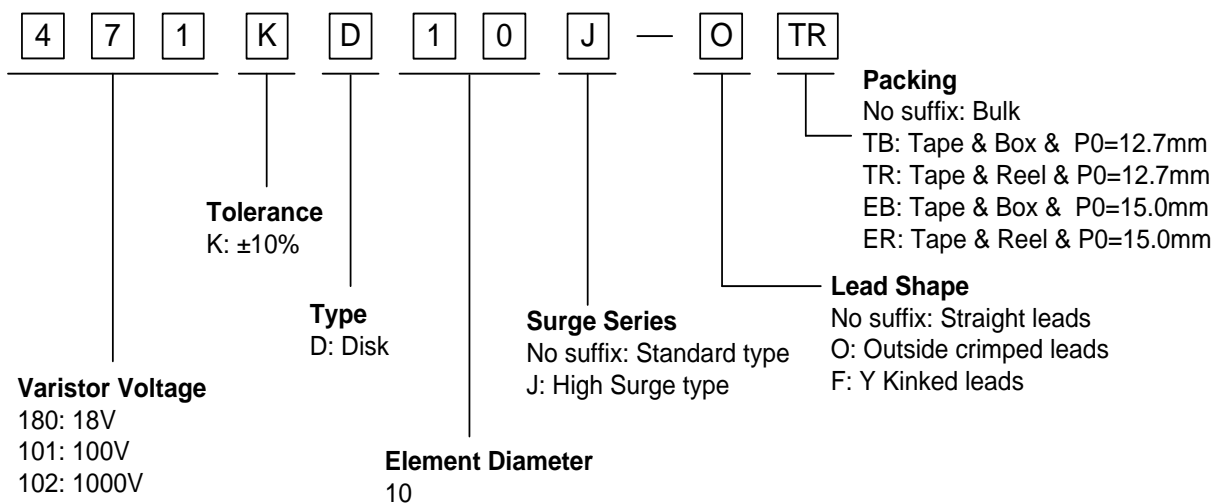 4 7 1 K D 1 0 J — O TR
Packing
No suffix: Bulk
TB: Tape & Box & P0=12.7mm
TR: Tape & Reel & P0=12.7mm
EB: Tape & Box & P0=15.0mm
ER: Tape & Reel & P0=15.0mm
Tolerance
K: ±10%
Lead Shape
No suffix: Straight leads
O: Outside crimped leads
F: Y Kinked leads
Type
D: Disk
Surge Series
No suffix: Standard type
J: High Surge type
Varistor Voltage
180: 18V
101: 100V
102: 1000V
Element Diameter
10